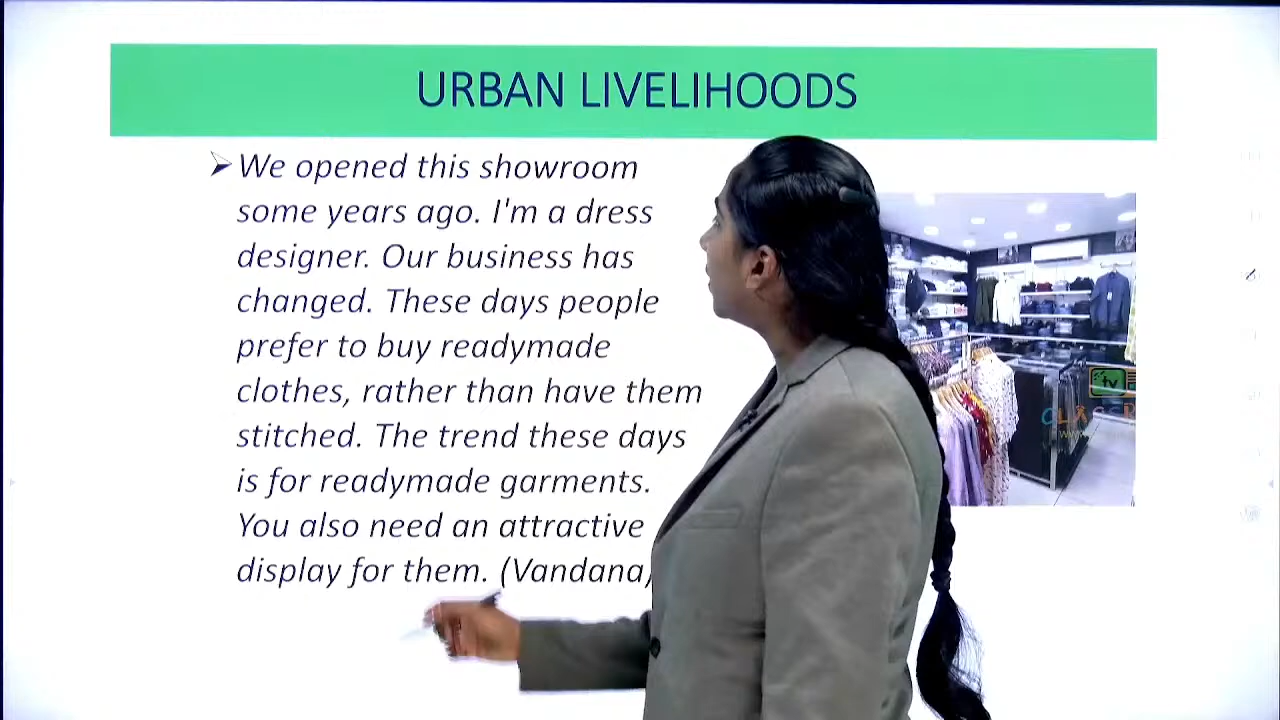 URBAN LIVELIHOODS
We opened this showroom
some years ago. I'm a dress
designer. Our business has
changed. These days people
prefer to buy readymade
clothes, rather than have them
stitched. The trend these days
is for readymade garments.
You also need an attractive
display for them. (Vandana)
tv